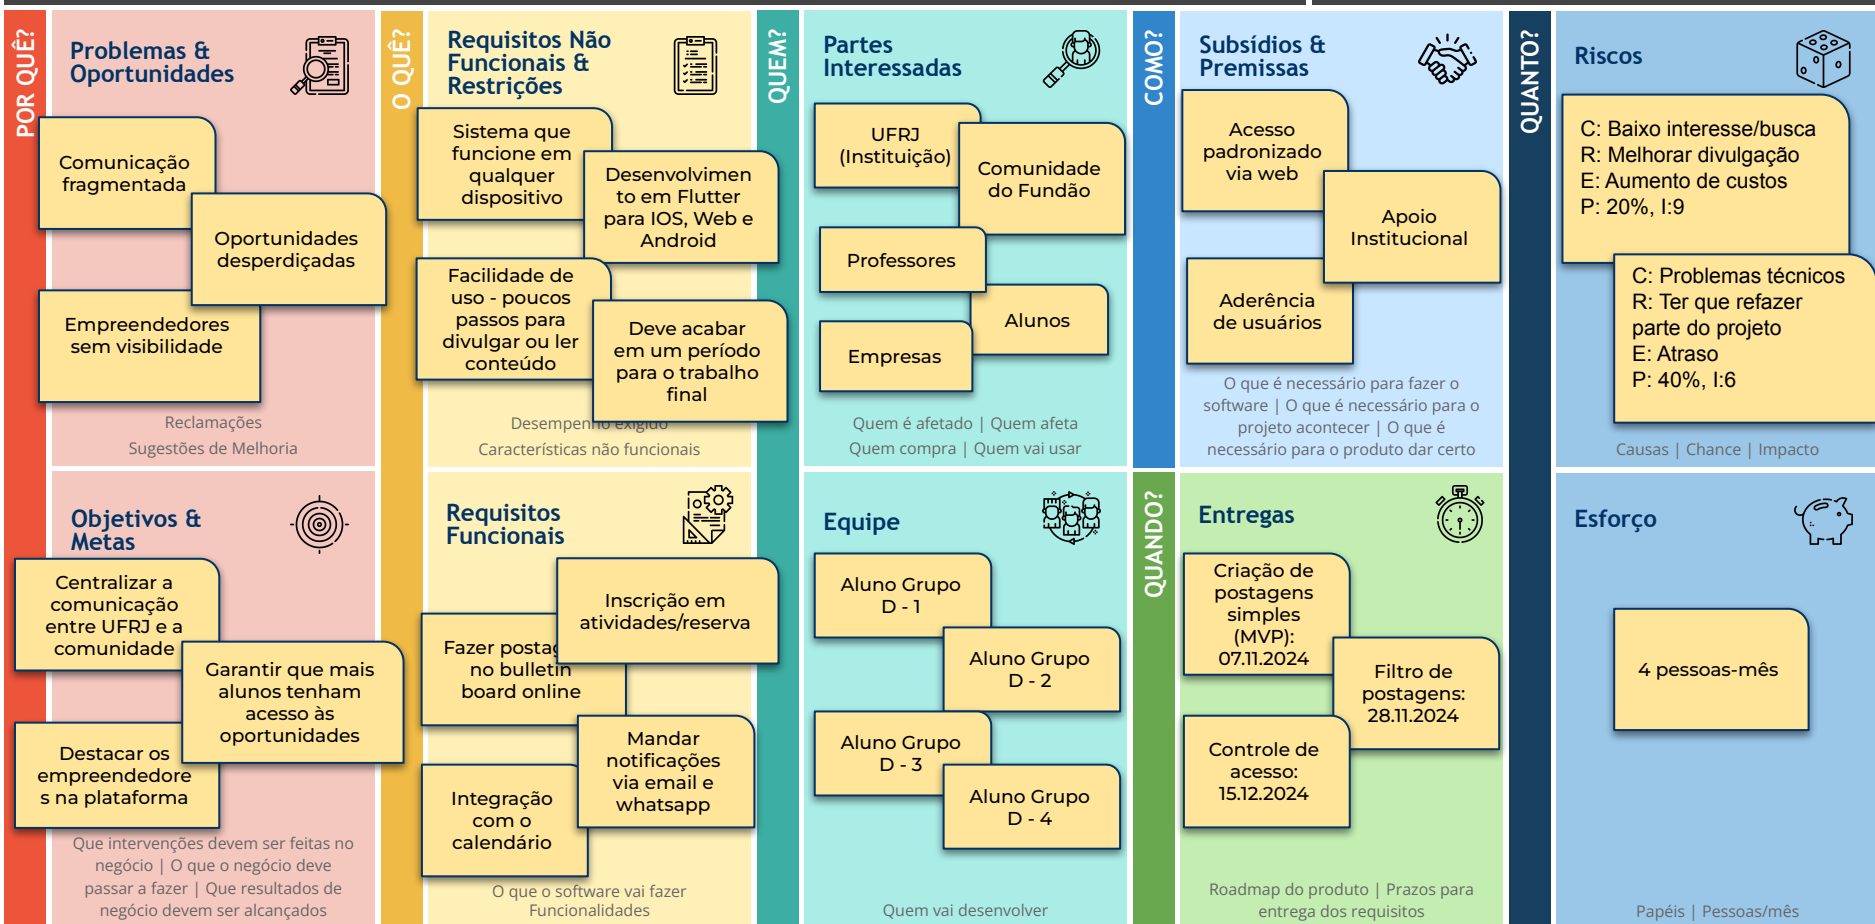 POR QUÊ?
Problemas &
Oportunidades
Comunicação
fragmentada
Oportunidades
desperdiçadas
Empreendedores
sem visibilidade
Reclamações
Sugestões de Melhoria
Objetivos &
Metas
Centralizar a
comunicação
entre UFRJ e a
comunidade
Garantir que mais
alunos tenham
acesso às
oportunidades
Destacar os
empreendedore
s na plataforma
Que intervenções devem ser feitas no
negócio | O que o negócio deve
passar a fazer | Que resultados de
negócio devem ser alcançados
O QUÊ?
Requisitos Não
Funcionais &
Restrições
Sistema que
funcione em
qualquer
dispositivo
Desenvolvimen
to em Flutter
para IOS, Web e
Android
Facilidade de
uso - poucos
passos para
divulgar ou ler
conteúdo
Deve acabar
em um período
para o trabalho
final
Desempenho exigido
Características não funcionais
Requisitos
Funcionais
Inscrição em
atividades/reserva
Fazer postag
no bulletin
board online
Mandar
notificações
via email e
whatsapp
Integração
com o
calendário
O que o software vai fazer
Funcionalidades
QUEM?
Partes
Interessadas
UFRJ
(Instituição)
Comunidade
do Fundão
Professores
Alunos
Empresas
Quem é afetado | Quem afeta
Quem compra | Quem vai usar
Equipe
Aluno Grupo
D - 1
Aluno Grupo
D - 2
Aluno Grupo
D - 3
Aluno Grupo
D - 4
Quem vai desenvolver
COMO?
Subsídios &
Premissas
Acesso
padronizado
via web
Apoio
Institucional
Aderência
de usuários
O que é necessário para fazer o
software | O que é necessário para o
projeto acontecer | O que é
necessário para o produto dar certo
QUANDO?
Entregas
Criação de
postagens
simples
(MVP):
07.11.2024
Filtro de
postagens:
28.11.2024
Controle de
acesso:
15.12.2024
Roadmap do produto | Prazos para
entrega dos requisitos
QUANTO?
Riscos
C: Baixo interesse/busca
R: Melhorar divulgação
E: Aumento de custos
P: 20%, I:9
C: Problemas técnicos
R: Ter que refazer
parte do projeto
E: Atraso
P: 40%, I:6
Causas | Chance | Impacto
Esforço
4 pessoas-mês
Papéis | Pessoas/mês